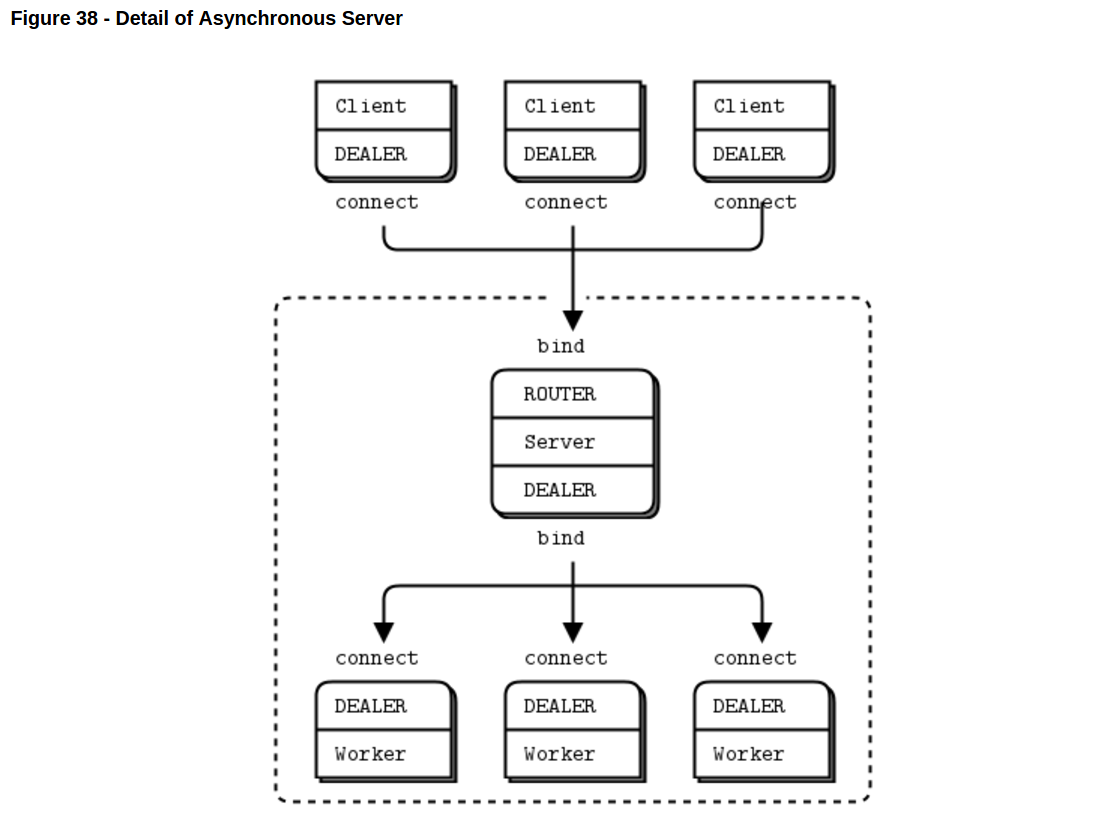 Figure 38 - Detail of Asynchronous Server
Client Client Client
DEALER DEALER DEALER
connect connect connect
bind
ROUTER
Server
DEALER
bind
connect connect connect
DEALER DEALER DEALER
Worker Worker Worker